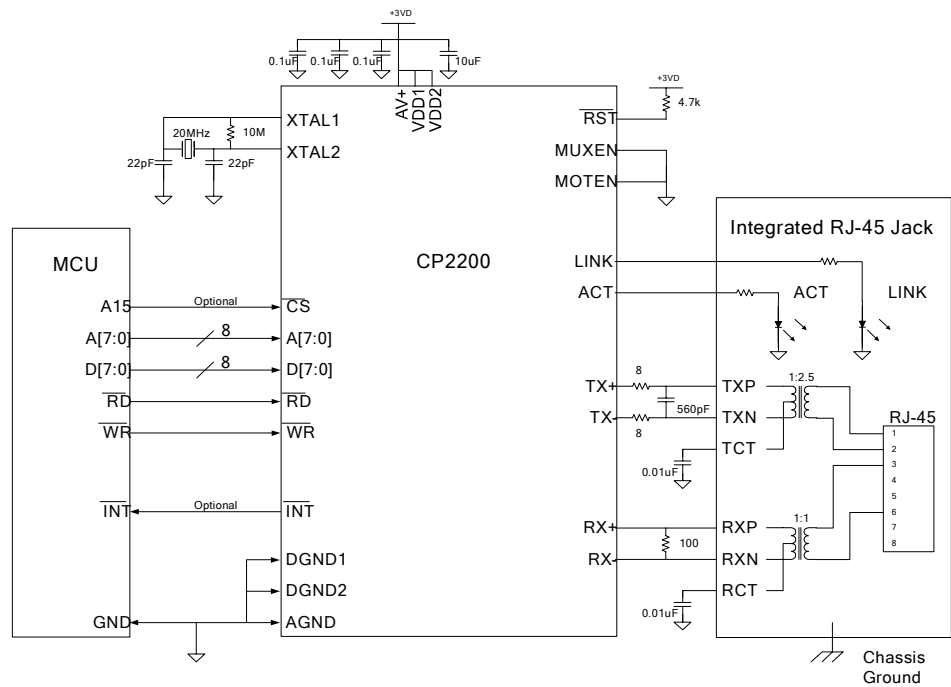 +3VD
0.1uF
0.1uF
0.1uF
10uF
AV+
VDD1
VDD2
+3VD
4.7k
RST
XTAL1
10M
20MHz
XTAL2
22pF
22pF
MUXEN
MOTEN
Integrated RJ-45 Jack
MCU
CP2200
LINK
ACT
ACT
LINK
A15
Optional
CS
A[7:0]
8
A[7:0]
D[7:0]
8
D[7:0]
RD
RD
WR
WR
INT
Optional
INT
DGND1
DGND2
GND
AGND
TX+
8
TXP
1:2.5
560pF
TX-
8
TXN
TCT
0.01uF
RJ-45
1
2
3
4
5
6
7
8
RX+
RXP
1:1
100
RX-
RXN
RCT
0.01uF
Chassis
Ground